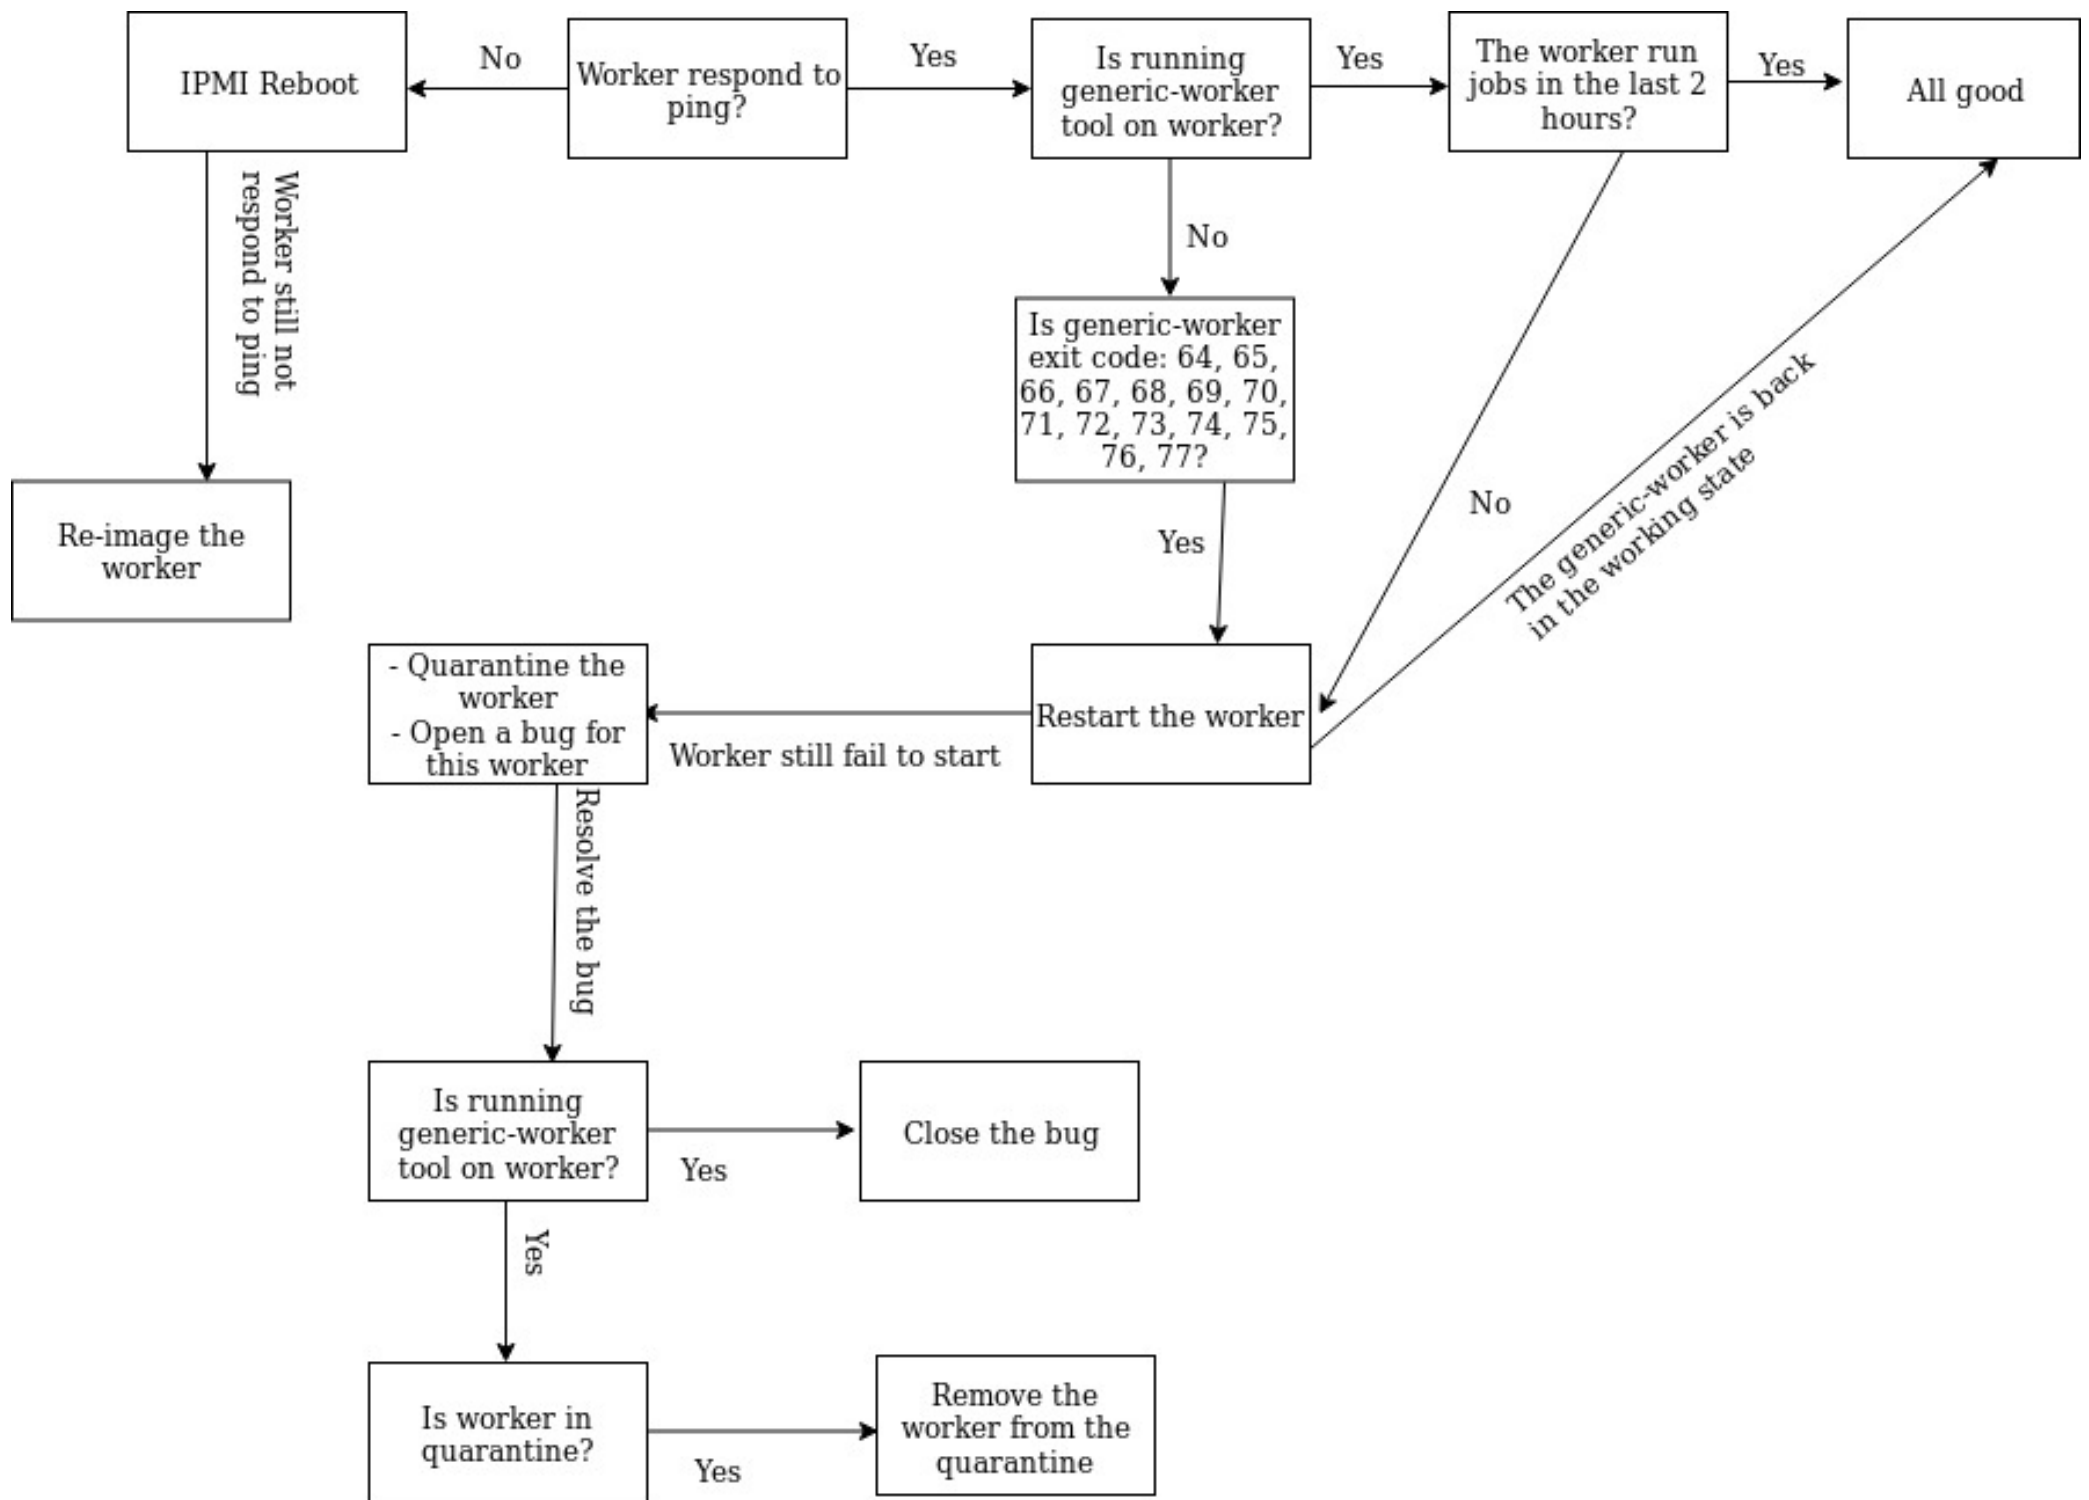 IPMI Reboot
No
Worker respond to
ping?
Yes
Is running
generic-worker
tool on worker?
Yes
The worker run
jobs in the last 2
hours?
Yes
All good
Worker still not
respond to ping
No
Is generic-worker
exit code: 64, 65,
66, 67, 68, 69, 70,
71, 72, 73, 74, 75,
76, 77?
No
The generic-worker is back
in the working state
Re-image the
worker
Yes
- Quarantine the
worker
- Open a bug for
this worker
Worker still fail to start
Restart the worker
Resolve the bug
Is running
generic-worker
tool on worker?
Yes
Close the bug
Yes
Is worker in
quarantine?
Yes
Remove the
worker from the
quarantine